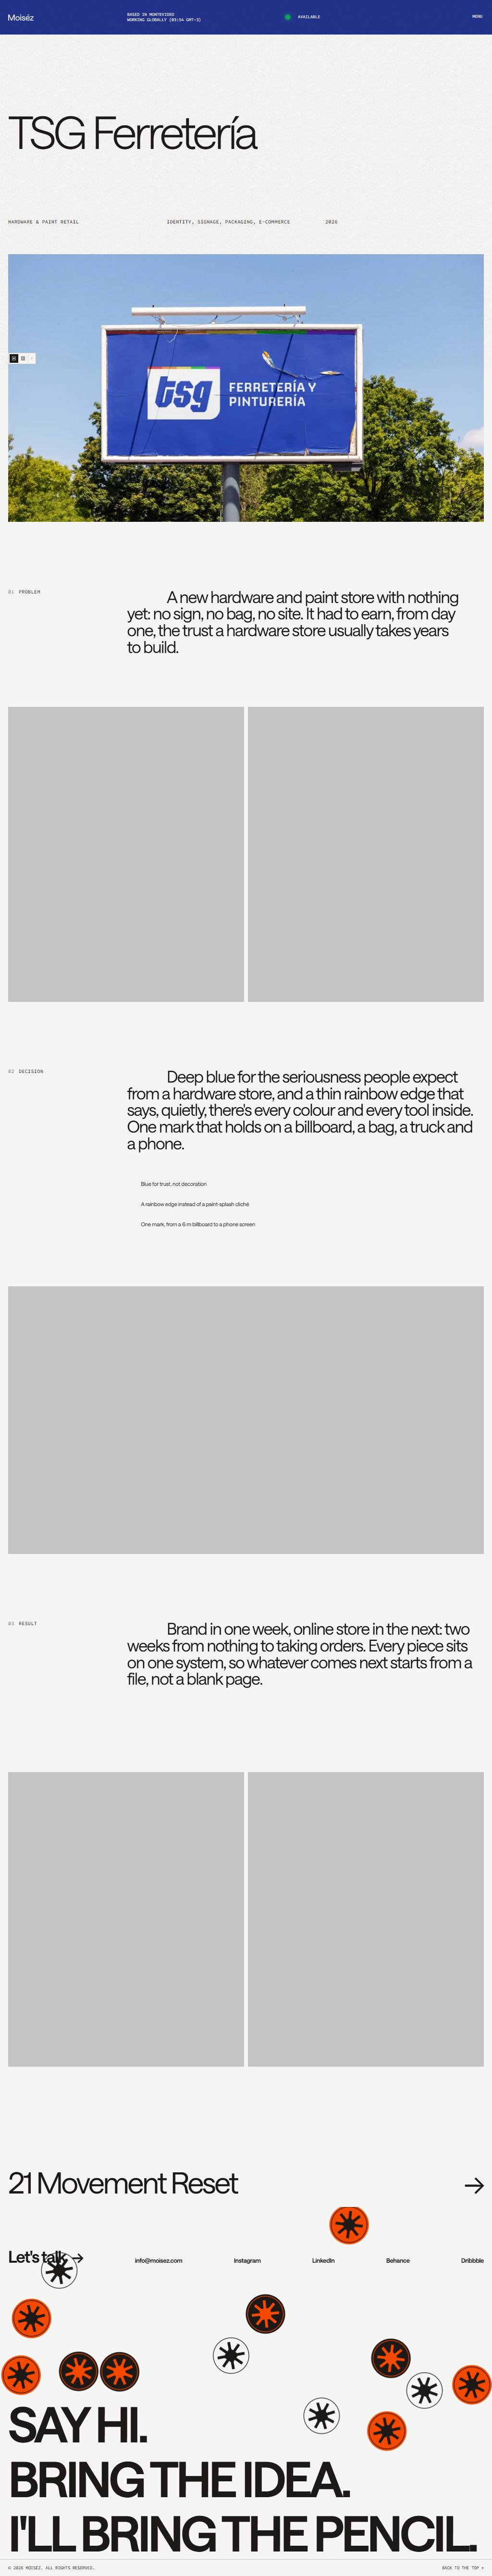 Moiséz
BASED IN MONTEVIDEO
WORKING GLOBALLY (03:54 GMT-3)
AVAILABLE
MENU
TSG Ferretería
HARDWARE & PAINT RETAIL
IDENTITY, SIGNAGE, PACKAGING, E-COMMERCE
2026
tsg
FERRETERÍA Y
PINTURERÍA
01 PROBLEM
A new hardware and paint store with nothing
yet: no sign, no bag, no site. It had to earn, from day
one, the trust a hardware store usually takes years
to build.
02 DECISION
Deep blue for the seriousness people expect
from a hardware store, and a thin rainbow edge that
says, quietly, there's every colour and every tool inside.
One mark that holds on a billboard, a bag, a truck and
a phone.
Blue for trust, not decoration
A rainbow edge instead of a paint-splash cliché
One mark, from a 6 m billboard to a phone screen
03 RESULT
Brand in one week, online store in the next: two
weeks from nothing to taking orders. Every piece sits
on one system, so whatever comes next starts from a
file, not a blank page.
21 Movement Reset →
Let's talk →
info@moisez.com
Instagram
LinkedIn
Behance
Dribbble
SAY HI.
BRING THE IDEA.
I'LL BRING THE PENCIL.
© 2026 MOISÉZ. ALL RIGHTS RESERVED.
BACK TO THE TOP ↑